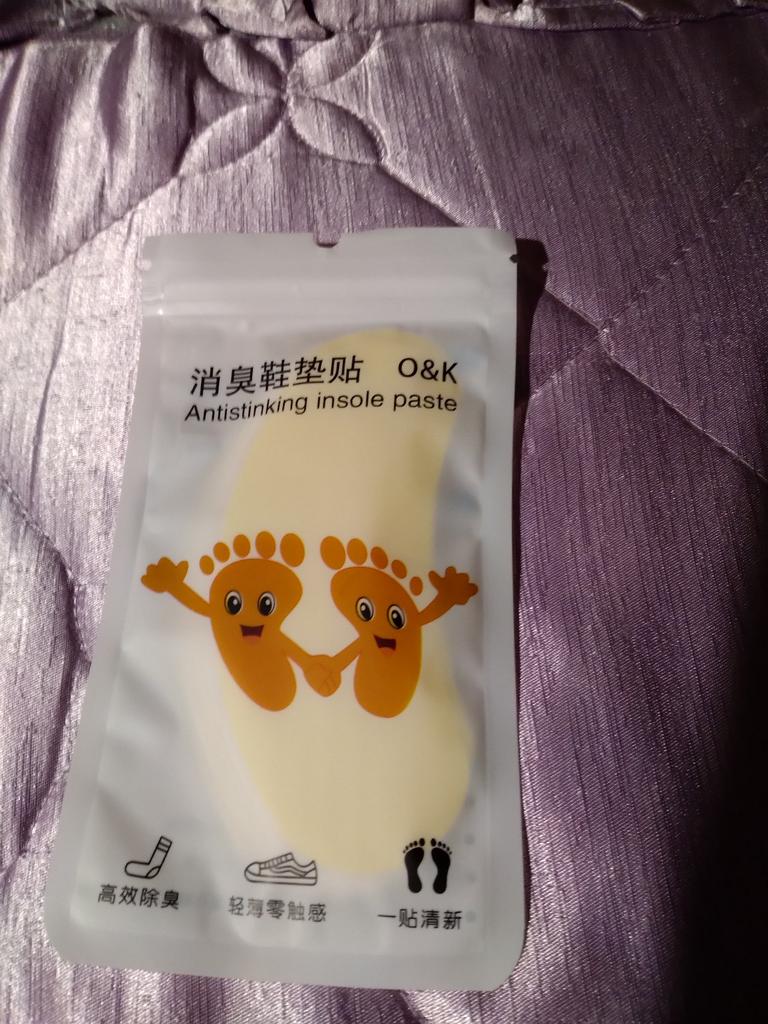 消臭鞋垫贴 O&K
Antistinking insole paste
高效除臭
轻薄零触感
一贴清新